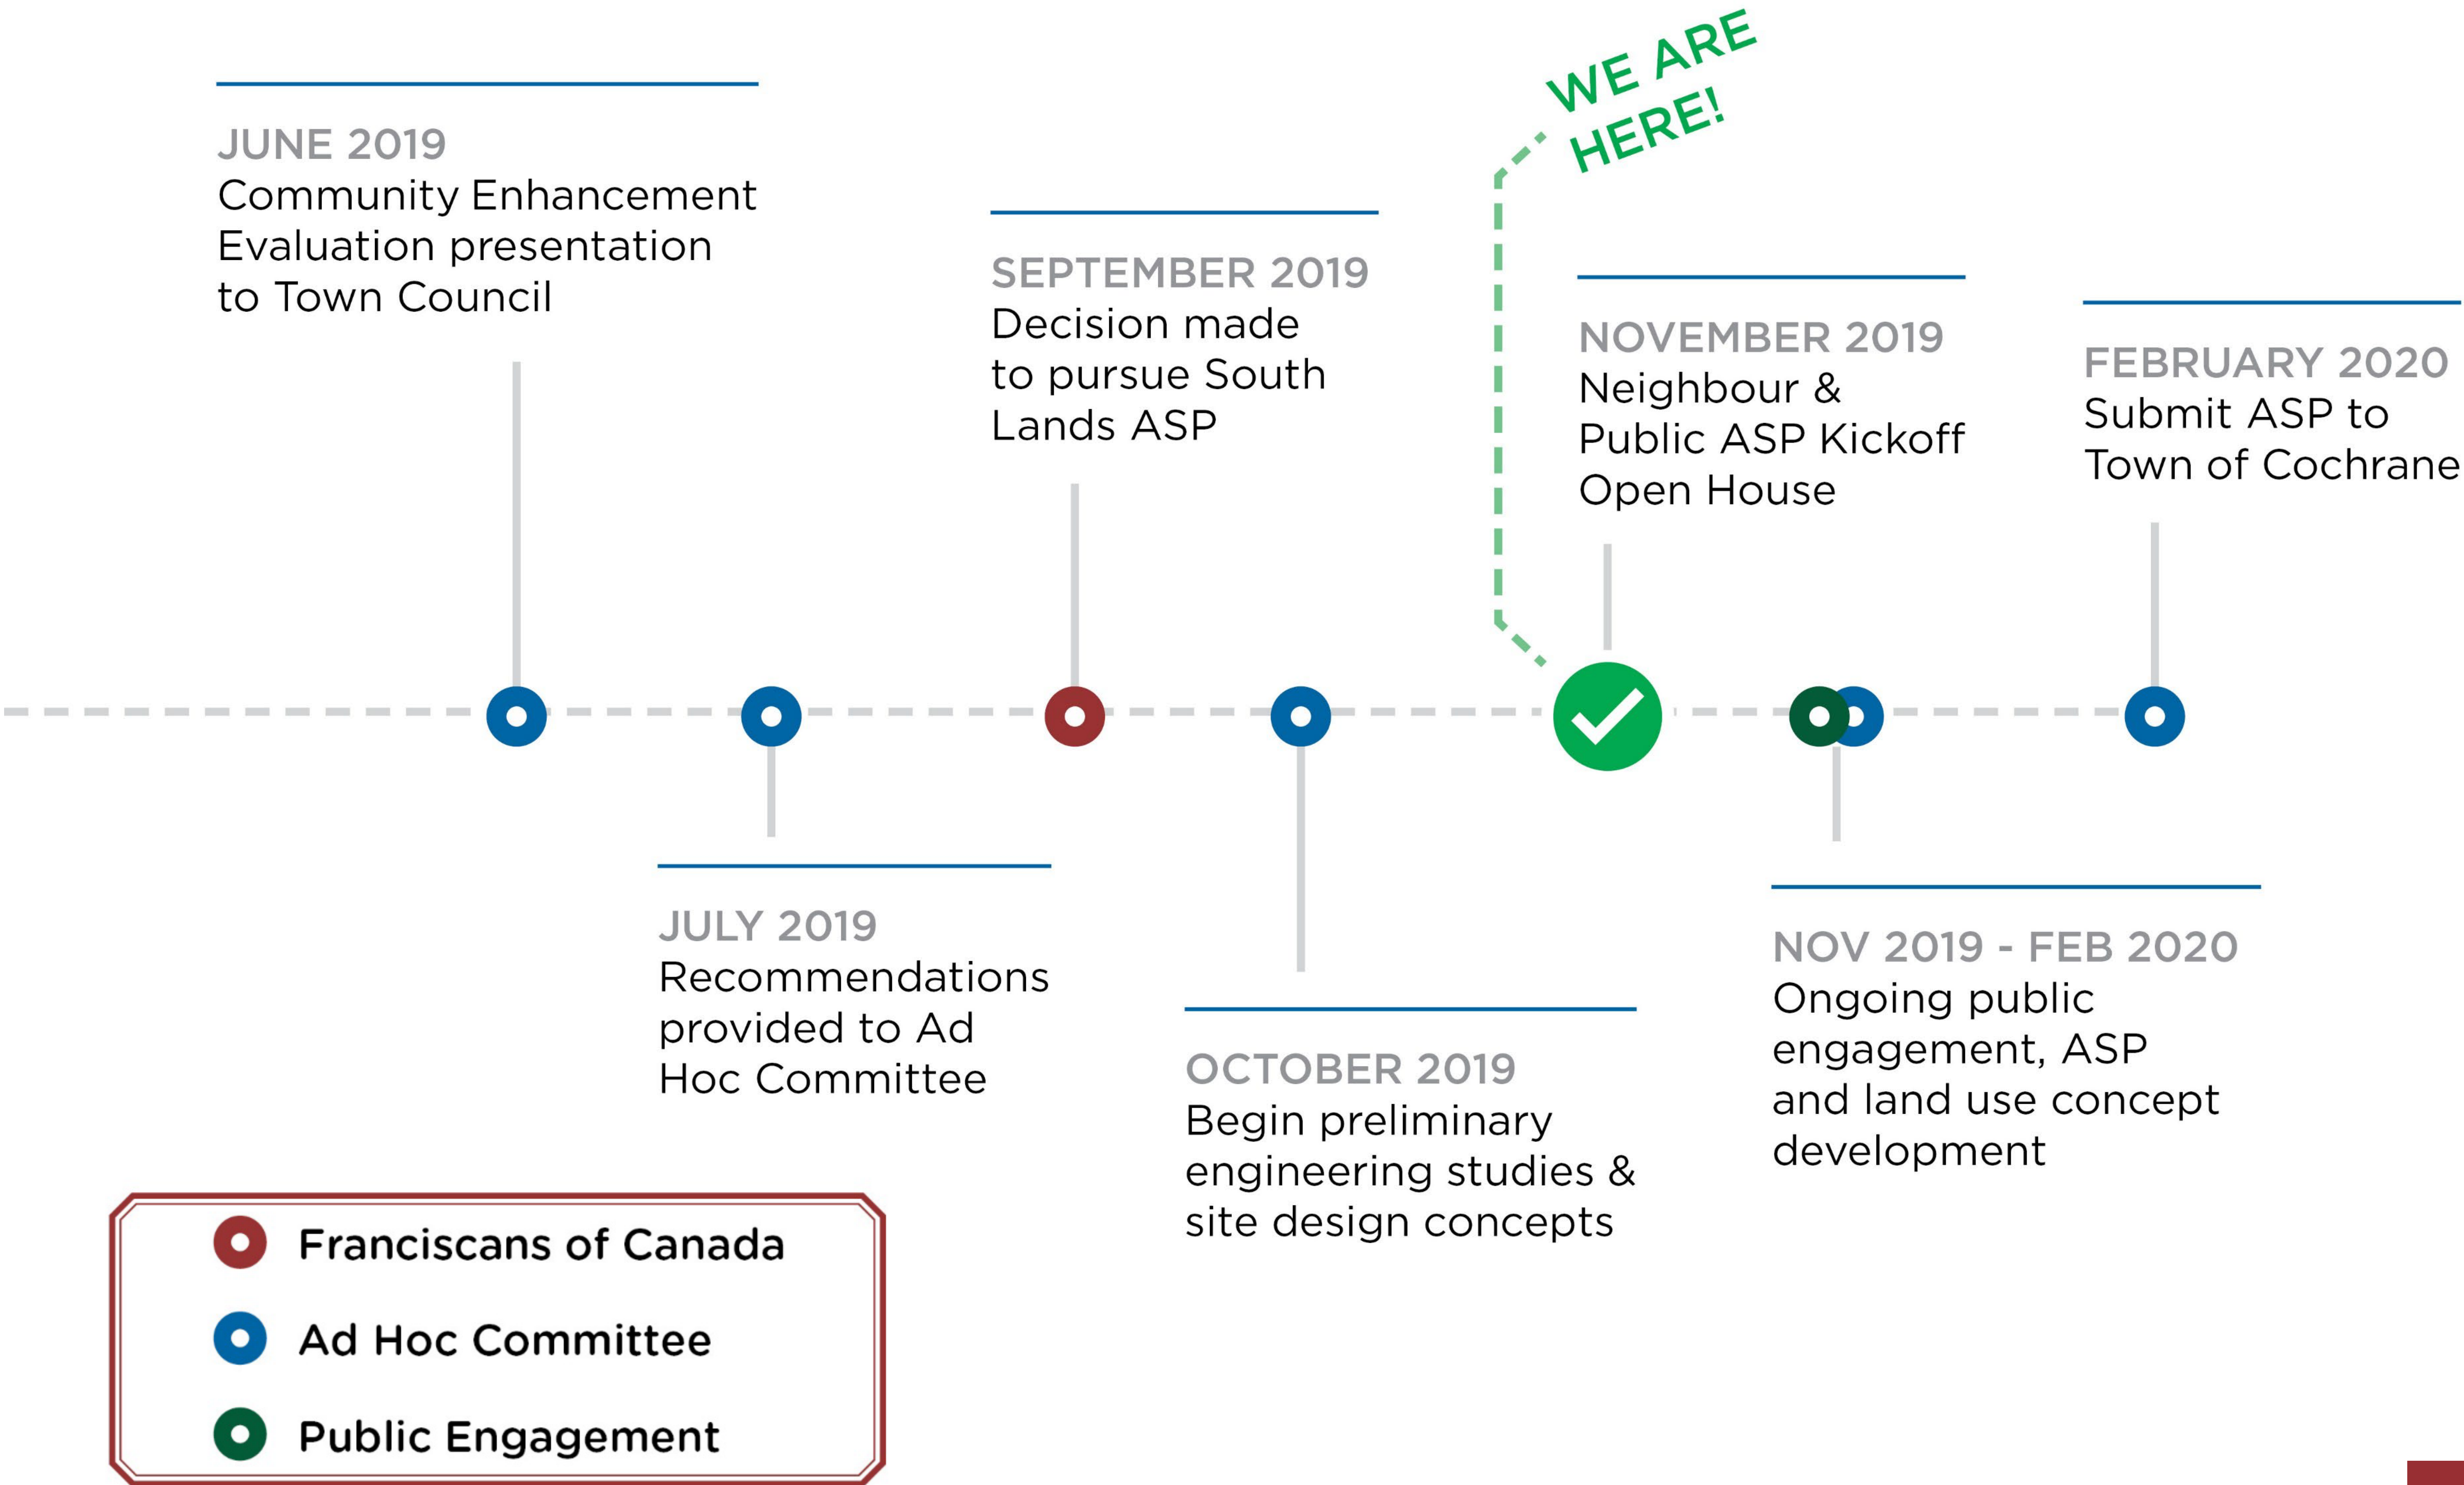 WE ARE
HERE!
JUNE 2019
Community Enhancement
Evaluation presentation
to Town Council
SEPTEMBER 2019
Decision made
to pursue South
Lands ASP
NOVEMBER 2019
Neighbour &
Public ASP Kickoff
Open House
FEBRUARY 2020
Submit ASP to
Town of Cochrane
JULY 2019
Recommendations
provided to Ad
Hoc Committee
OCTOBER 2019
Begin preliminary
engineering studies &
site design concepts
NOV 2019 - FEB 2020
Ongoing public
engagement, ASP
and land use concept
development
Franciscans of Canada
Ad Hoc Committee
Public Engagement